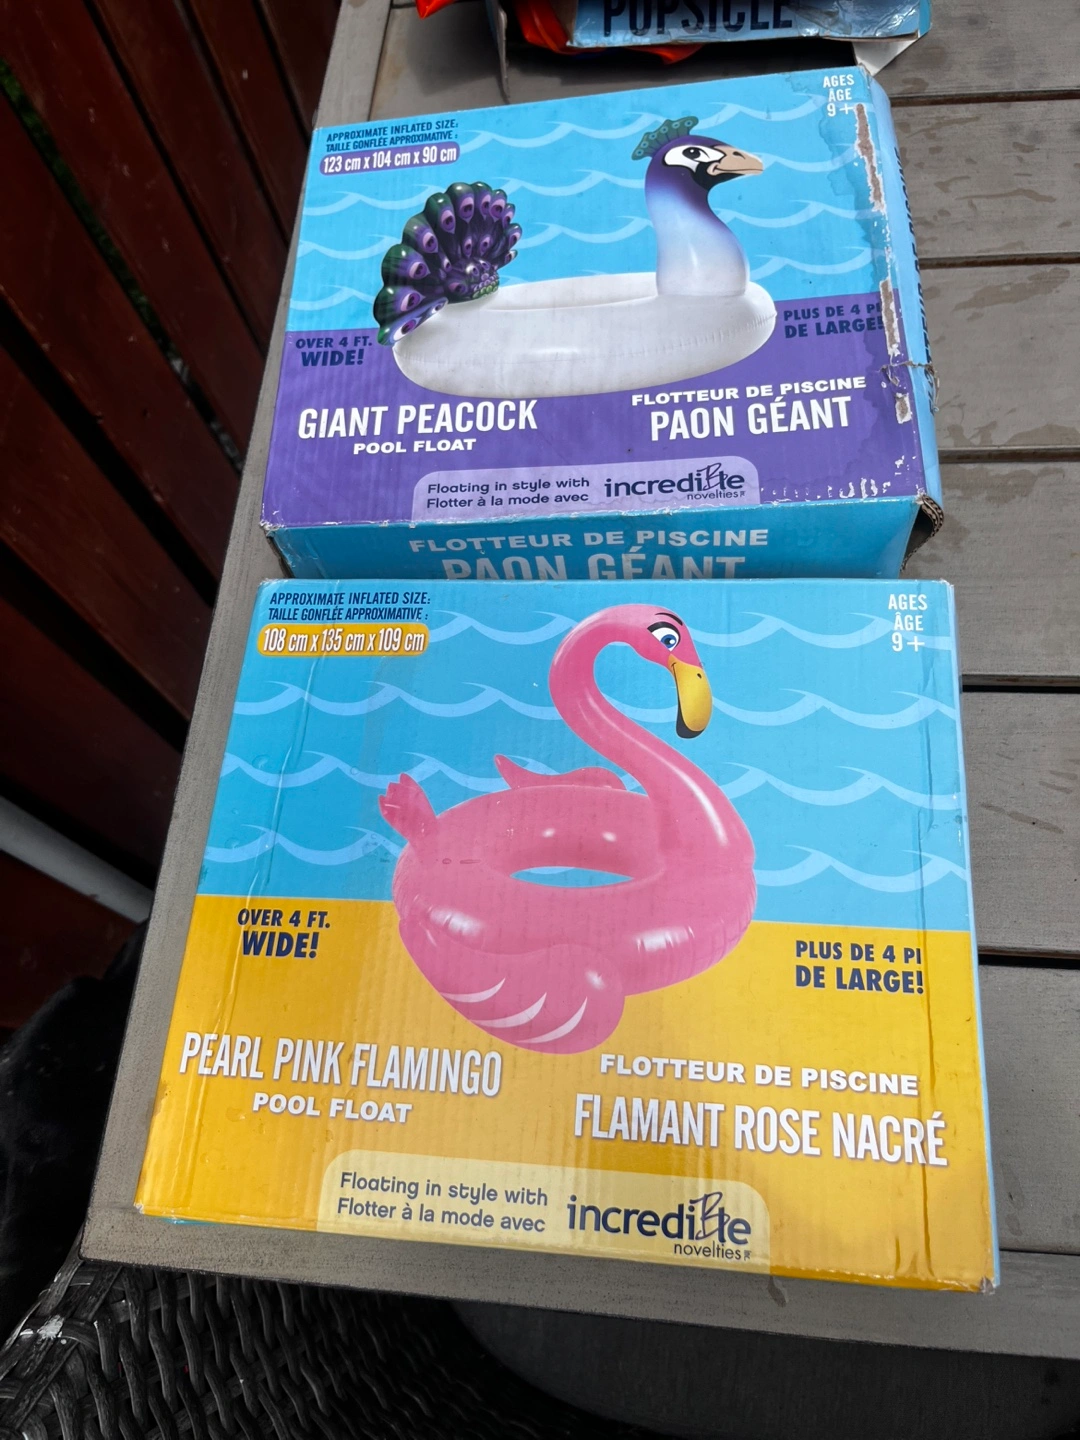 POPSICLE
AGES
ÂGE
9+
APPROXIMATE INFLATED SIZE:
TAILLE GONFLÉE APPROXIMATIVE :
123 cm x 104 cm x 90 cm
OVER 4 FT.
WIDE!
PLUS DE 4 PI
DE LARGE!
GIANT PEACOCK
POOL FLOAT
FLOTTEUR DE PISCINE
PAON GÉANT
Floating in style with
Flotter à la mode avec
incredible
novelties
FLOTTEUR DE PISCINE
PAON GÉANT
APPROXIMATE INFLATED SIZE:
TAILLE GONFLÉE APPROXIMATIVE :
108 cm x 135 cm x 109 cm
AGES
ÂGE
9+
OVER 4 FT.
WIDE!
PLUS DE 4 PI
DE LARGE!
PEARL PINK FLAMINGO
POOL FLOAT
FLOTTEUR DE PISCINE
FLAMANT ROSE NACRÉ
Floating in style with
Flotter à la mode avec
incredible
novelties